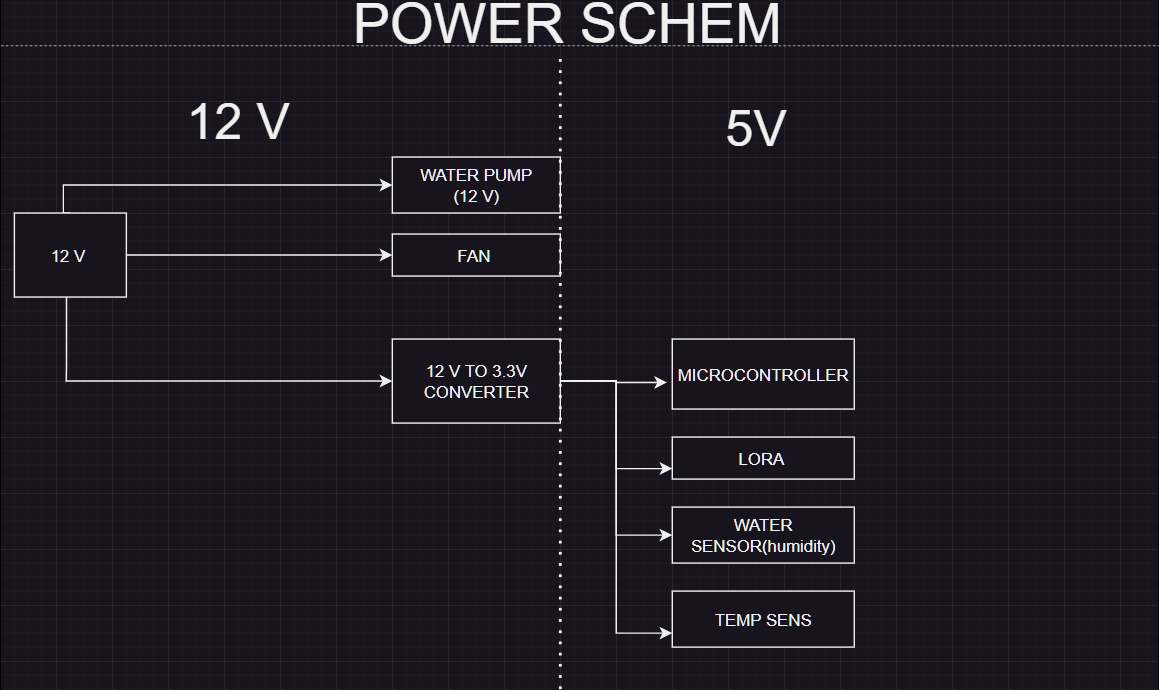 POWER SCHEM
12 V
5V
WATER PUMP
(12 V)
12 V
FAN
12 V TO 3.3V
CONVERTER
MICROCONTROLLER
LORA
WATER
SENSOR(humidity)
TEMP SENS